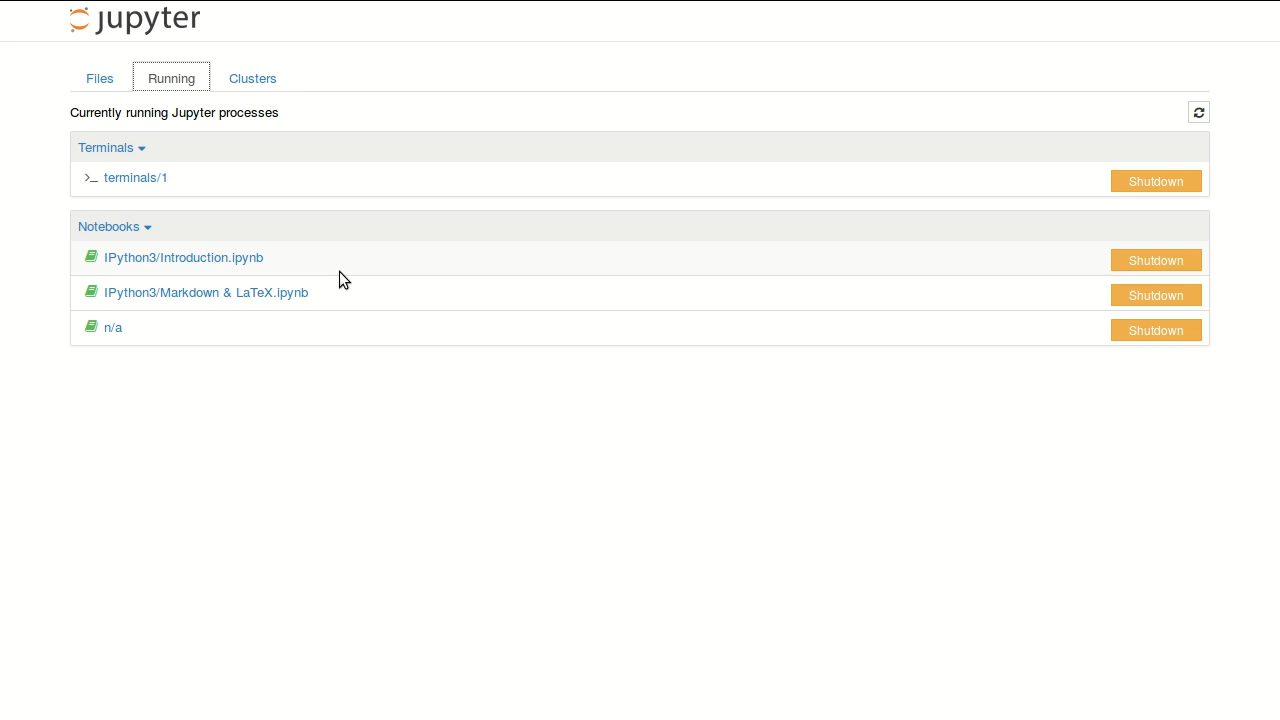 jupyter
Files Running Clusters
Currently running Jupyter processes
Terminals
terminals/1 Shutdown
Notebooks
IPython3/Introduction.ipynb Shutdown
IPython3/Markdown & LaTeX.ipynb Shutdown
n/a Shutdown